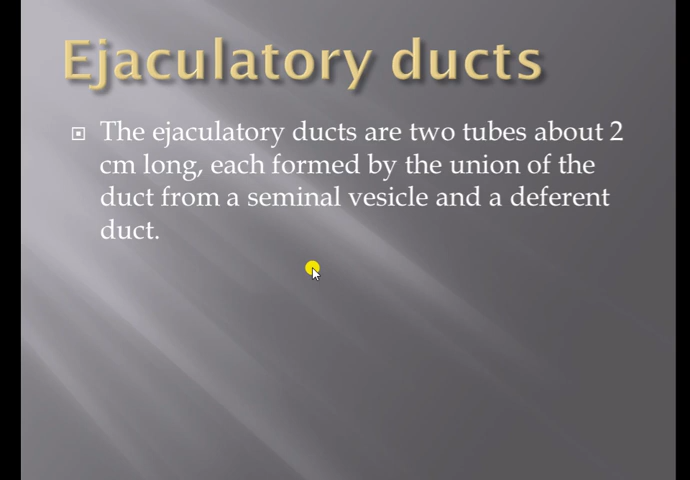 Ejaculatory ducts
The ejaculatory ducts are two tubes about 2
cm long, each formed by the union of the
duct from a seminal vesicle and a deferent
duct.